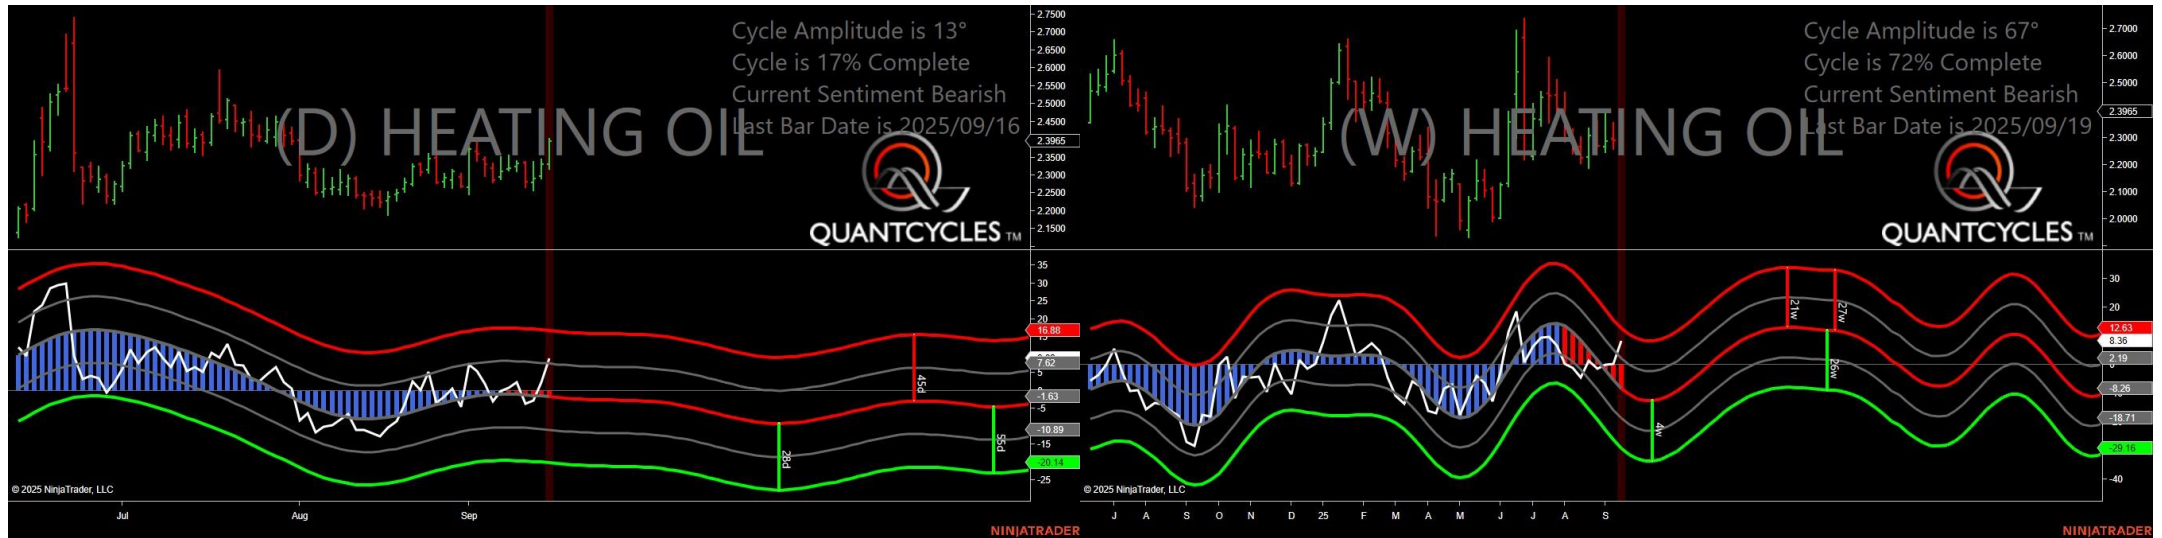 Cycle Amplitude is 13°
Cycle is 17% Complete
Current Sentiment Bearish
Last Bar Date is 2025/09/16
(D) HEATING OIL
QUANTCYCLES TM
2.7500
2.7000
2.6500
2.6000
2.5500
2.5000
2.4500
2.3965
2.3500
2.3000
2.2500
2.2000
2.1500
35
30
25
20
16.88
7.62
5
-1.63
-5
-10.89
-15
-20.14
-25
45d
28d
55d
© 2025 NinjaTrader, LLC
Jul
Aug
Sep
NINJATRADER
Cycle Amplitude is 67°
Cycle is 72% Complete
Current Sentiment Bearish
Last Bar Date is 2025/09/19
(W) HEATING OIL
QUANTCYCLES TM
2.7000
2.6000
2.5000
2.3965
2.3000
2.2000
2.1000
2.0000
30
20
12.63
8.36
2.19
-8.26
-18.71
-29.16
-40
21w
27w
26w
4w
© 2025 NinjaTrader, LLC
J
A
S
O
N
D
25
F
M
A
M
J
J
A
S
NINJATRADER